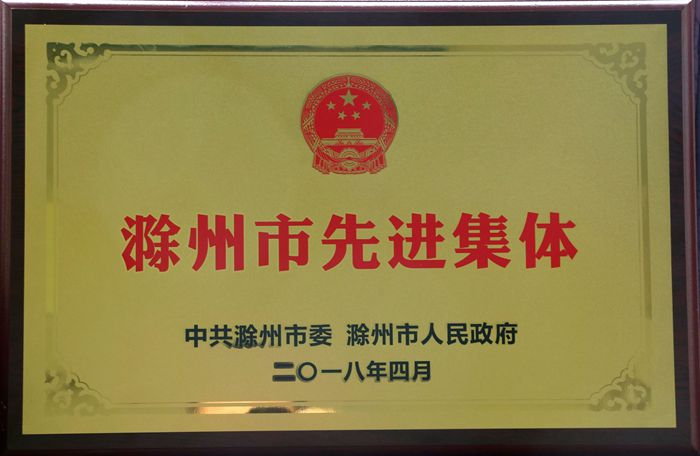 滁州市先进集体
中共滁州市委 滁州市人民政府
二〇一八年四月